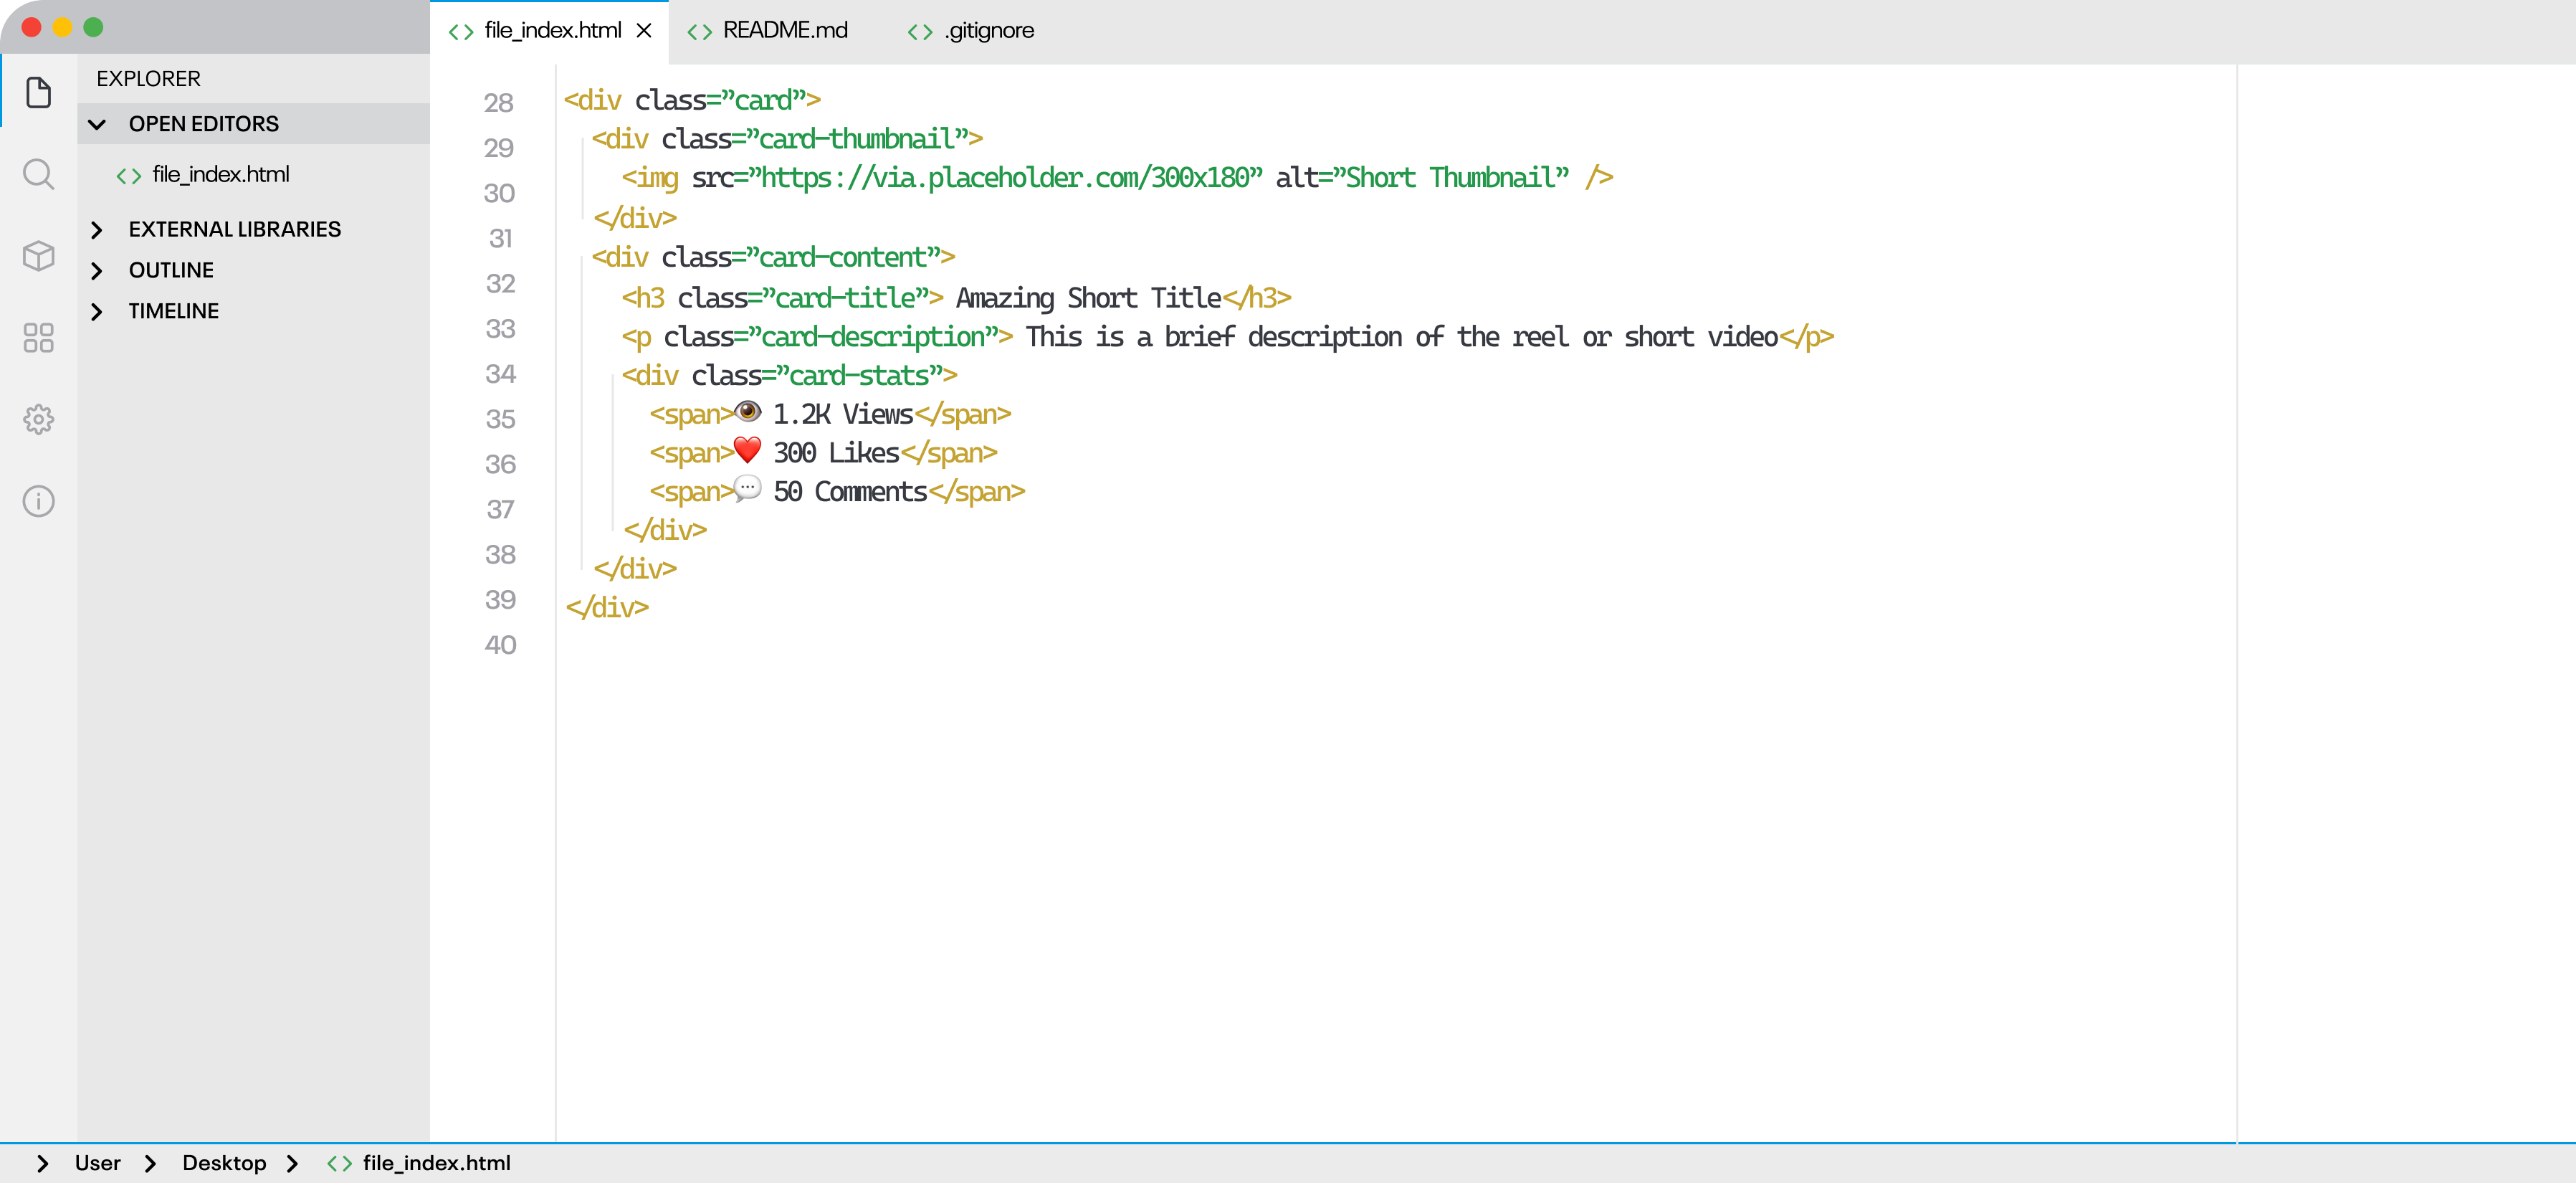 file_index.html
README.md
.gitignore
EXPLORER
OPEN EDITORS
file_index.html
EXTERNAL LIBRARIES
OUTLINE
TIMELINE
28
29
30
31
32
33
34
35
36
37
38
39
40
<div class=”card”>
<div class=”card-thumbnail”>
<img src=”https://via.placeholder.com/300x180” alt=”Short Thumbnail” />
</div>
<div class=”card-content”>
<h3 class=”card-title”> Amazing Short Title</h3>
<p class=”card-description”> This is a brief description of the reel or short video</p>
<div class=”card-stats”>
<span>👁️ 1.2K Views</span>
<span>❤️ 300 Likes</span>
<span>💬 50 Comments</span>
</div>
</div>
</div>
User > Desktop > <> file_index.html